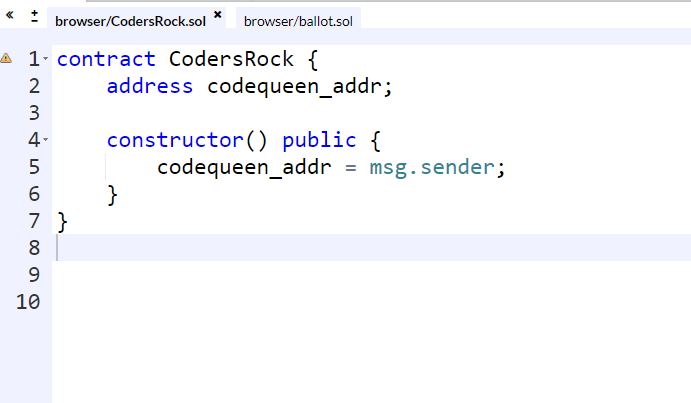 « ± browser/CodersRock.sol × browser/ballot.sol
1 contract CodersRock {
2     address codequeen_addr;
3
4     constructor() public {
5         codequeen_addr = msg.sender;
6     }
7 }
8
9
10